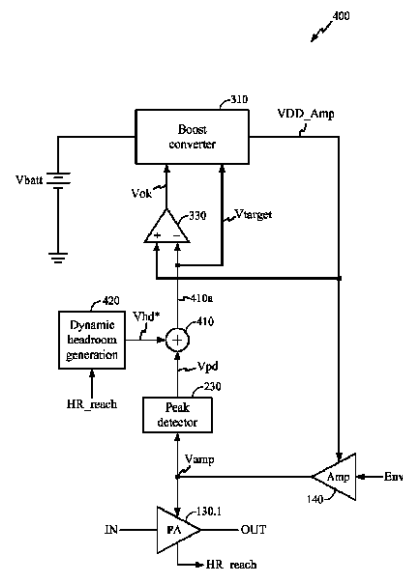 400
310
VDD_Amp
Boost
converter
Vbatt
Vok
330
Vtarget
+
−
410a
420
Vhd*
410
Dynamic
headroom
generation
+
Vpd
230
HR_reach
Peak
detector
Vamp
Amp
Env
140
130.1
IN
PA
OUT
HR_reach